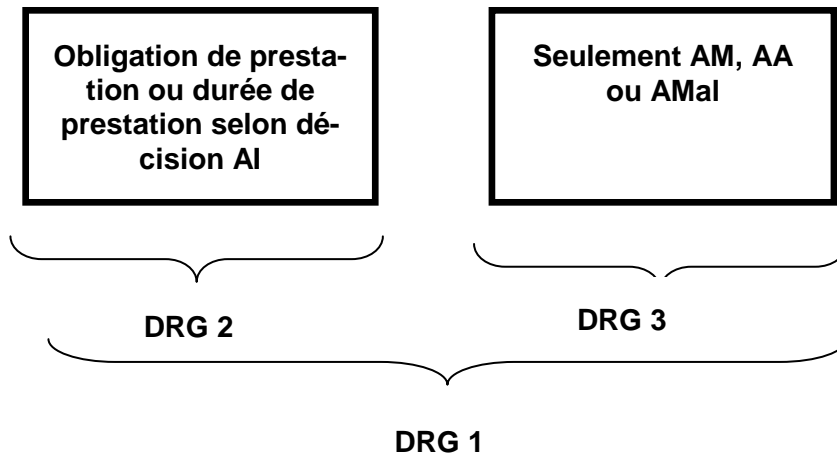 Obligation de presta-
tion ou durée de
prestation selon dé-
cision AI
Seulement AM, AA
ou AMal
DRG 2
DRG 3
DRG 1